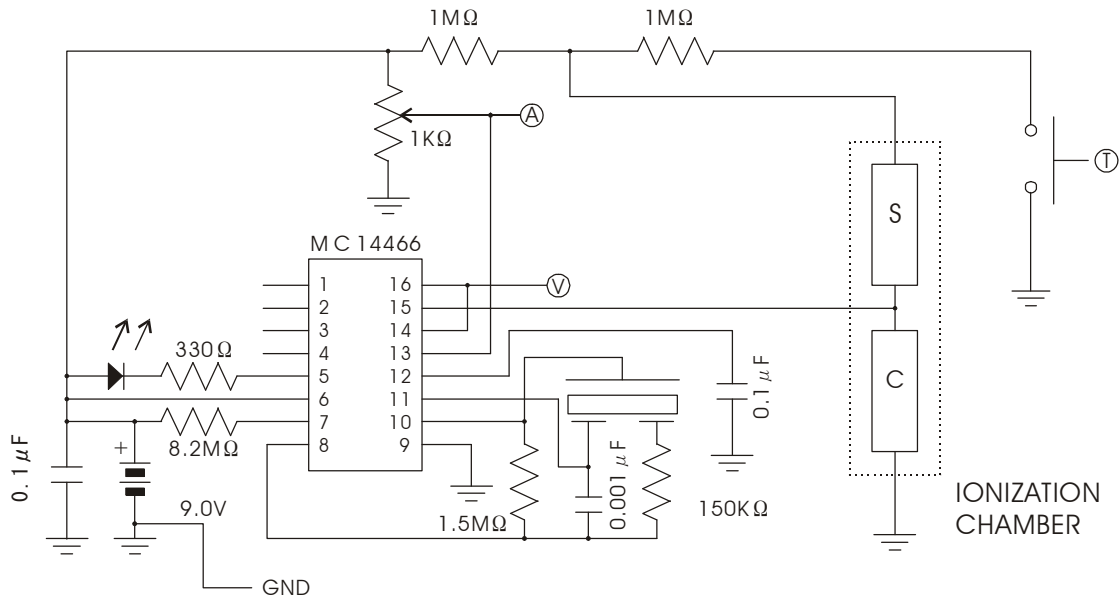 1MΩ 1MΩ
A
1KΩ
T
MC14466
S
1 16
V
2 15
3 14
4 13
330Ω
5 12
C
6 11
7 10
8 9
8.2MΩ
+
0.1μF
0.1μF
0.001μF
9.0V
1.5MΩ
150KΩ
IONIZATION
CHAMBER
GND